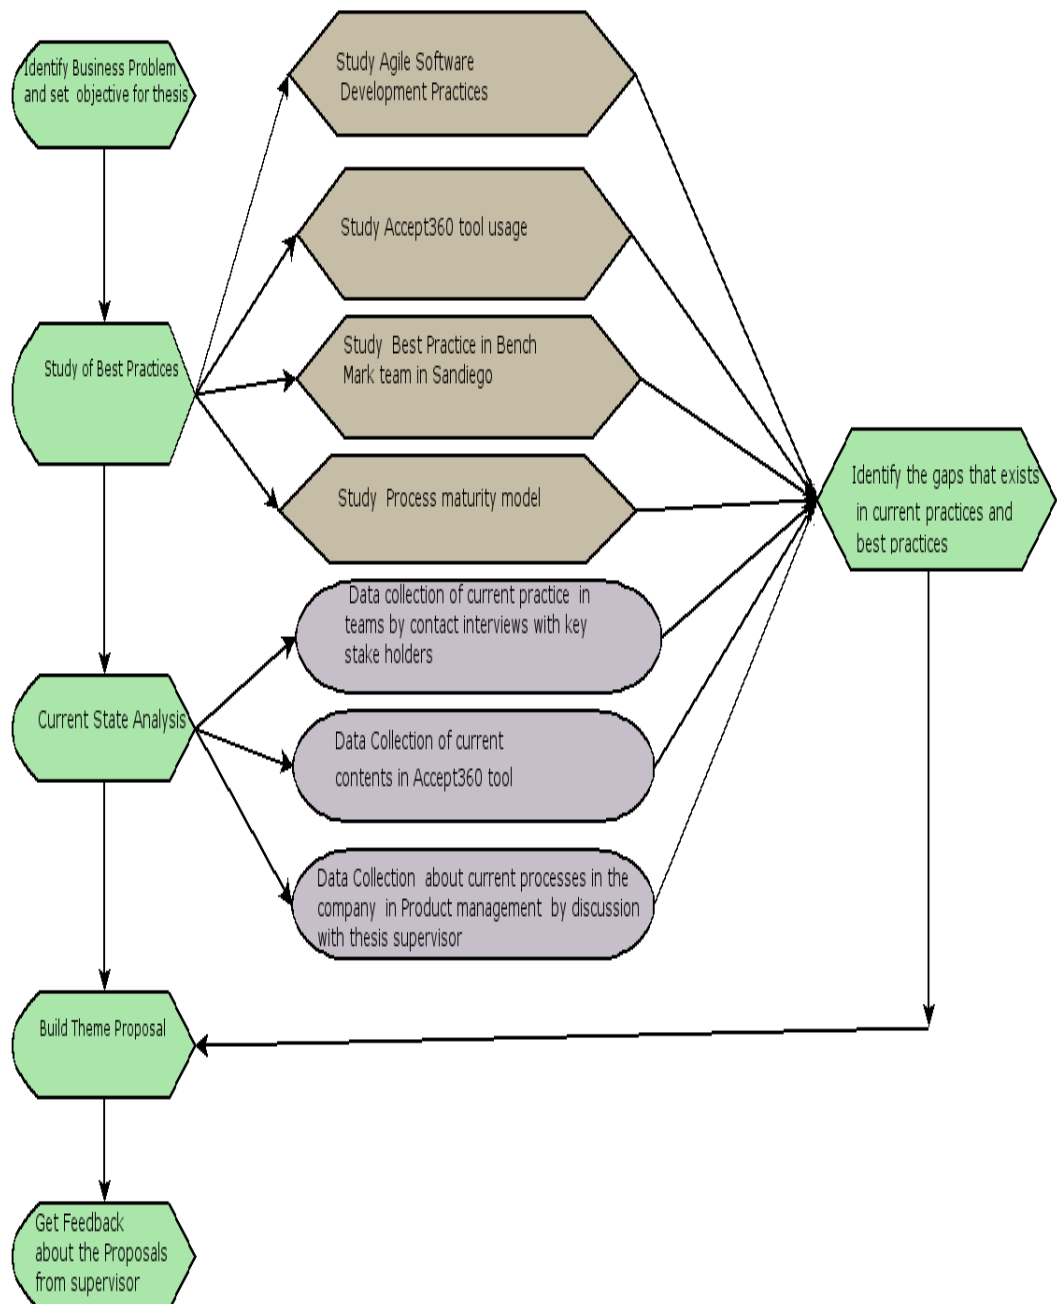 Identify Business Problem
and set objective for thesis
Study Agile Software
Development Practices
Study Accept360 tool usage
Study of Best Practices
Study Best Practice in Bench
Mark team in Sandiego
Study Process maturity model
Identify the gaps that exists
in current practices and
best practices
Data collection of current practice in
teams by contact interviews with key
stake holders
Current State Analysis
Data Collection of current
contents in Accept360 tool
Data Collection about current processes in the
company in Product management by discussion
with thesis supervisor
Build Theme Proposal
Get Feedback
about the Proposals
from supervisor